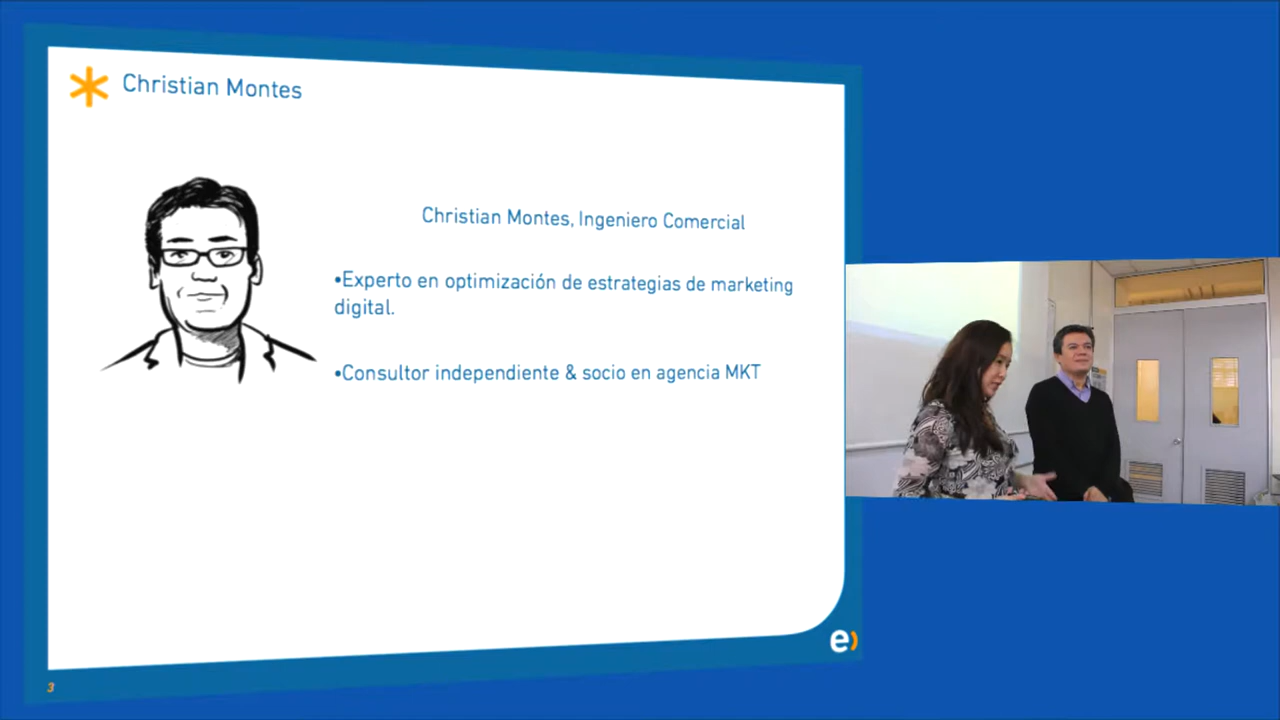 Christian Montes
Christian Montes, Ingeniero Comercial
•Experto en optimización de estrategias de marketing
digital.
•Consultor independiente & socio en agencia MKT
e)
3